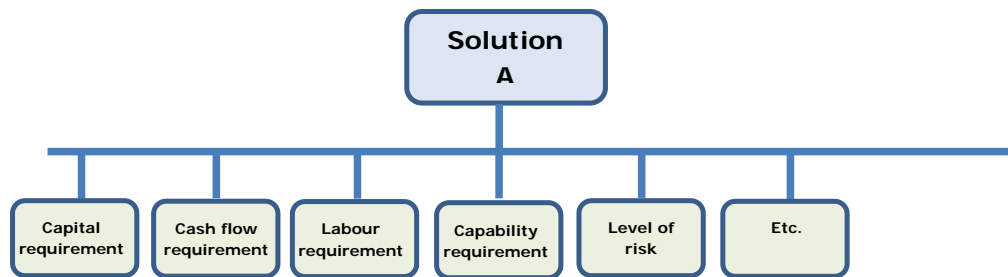 Solution
A
Capital
requirement
Cash flow
requirement
Labour
requirement
Capability
requirement
Level of
risk
Etc.